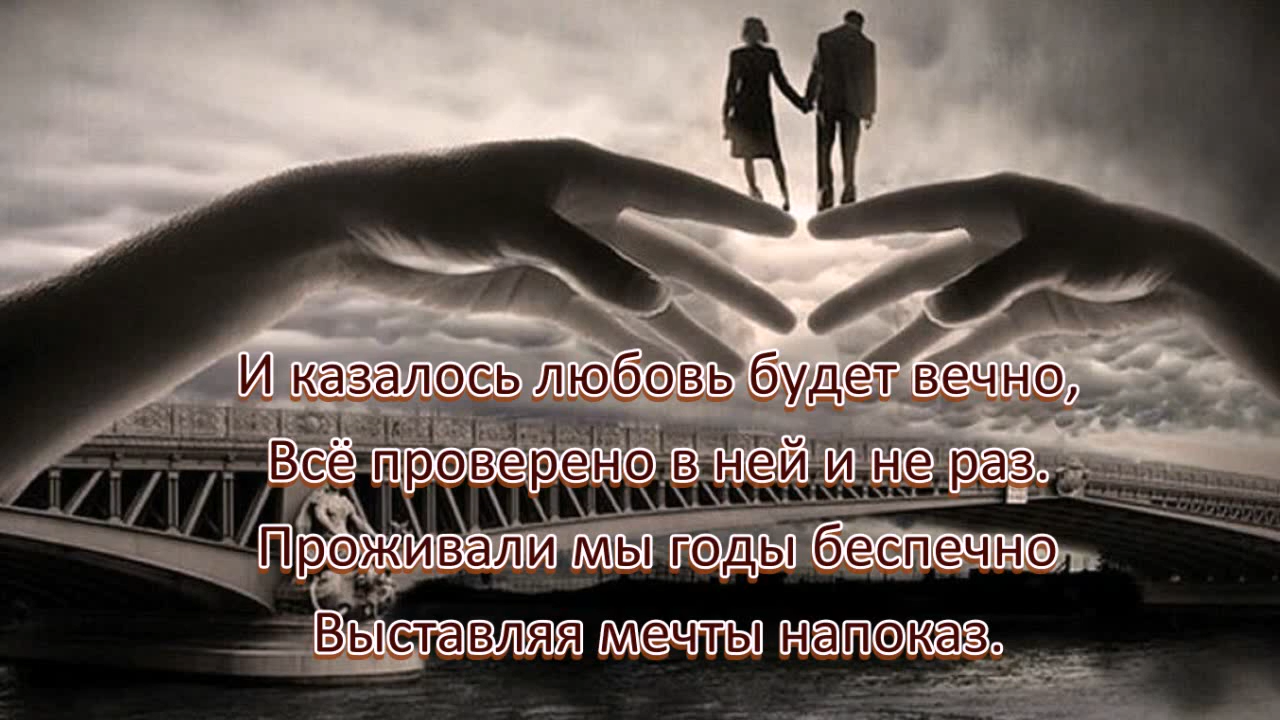 И казалось любовь будет вечно,
Всё проверено в ней и не раз.
Проживали мы годы беспечно
Выставляя мечты напоказ.